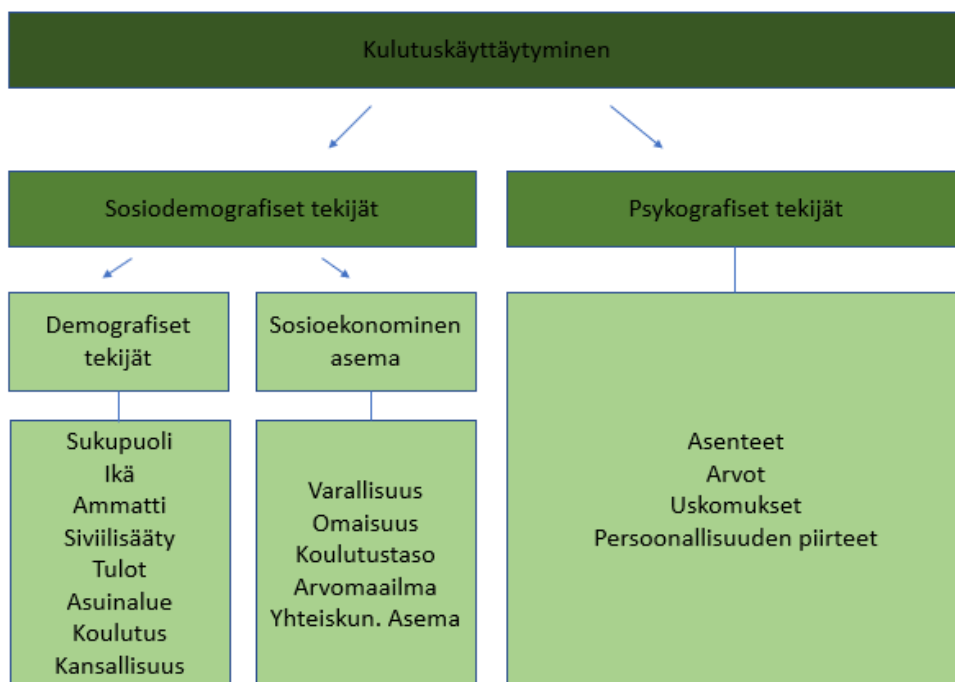 Kulutuskäyttäytyminen
Sosiodemografiset tekijät
Psykografiset tekijät
Demografiset
tekijät
Sosioekonominen
asema
Sukupuoli
Ikä
Ammatti
Siviilisääty
Tulot
Asuinalue
Koulutus
Kansallisuus
Varallisuus
Omaisuus
Koulutustaso
Arvomaailma
Yhteiskun. Asema
Asenteet
Arvot
Uskomukset
Persoonallisuuden piirteet